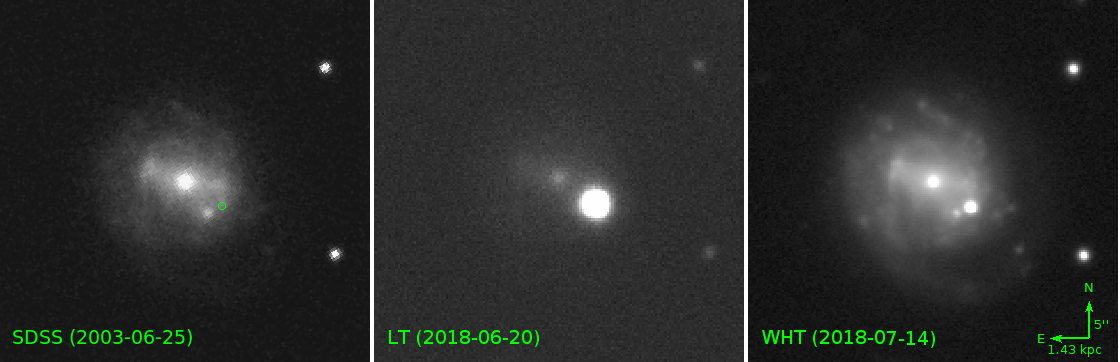 SDSS (2003-06-25)
LT (2018-06-20)
WHT (2018-07-14)
N
5''
E
1.43 kpc